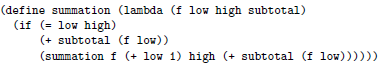 (define summation (lambda (f low high subtotal)
(if (= low high)
(+ subtotal (f low))
(summation f (+ low 1) high (+ subtotal (f low))))))